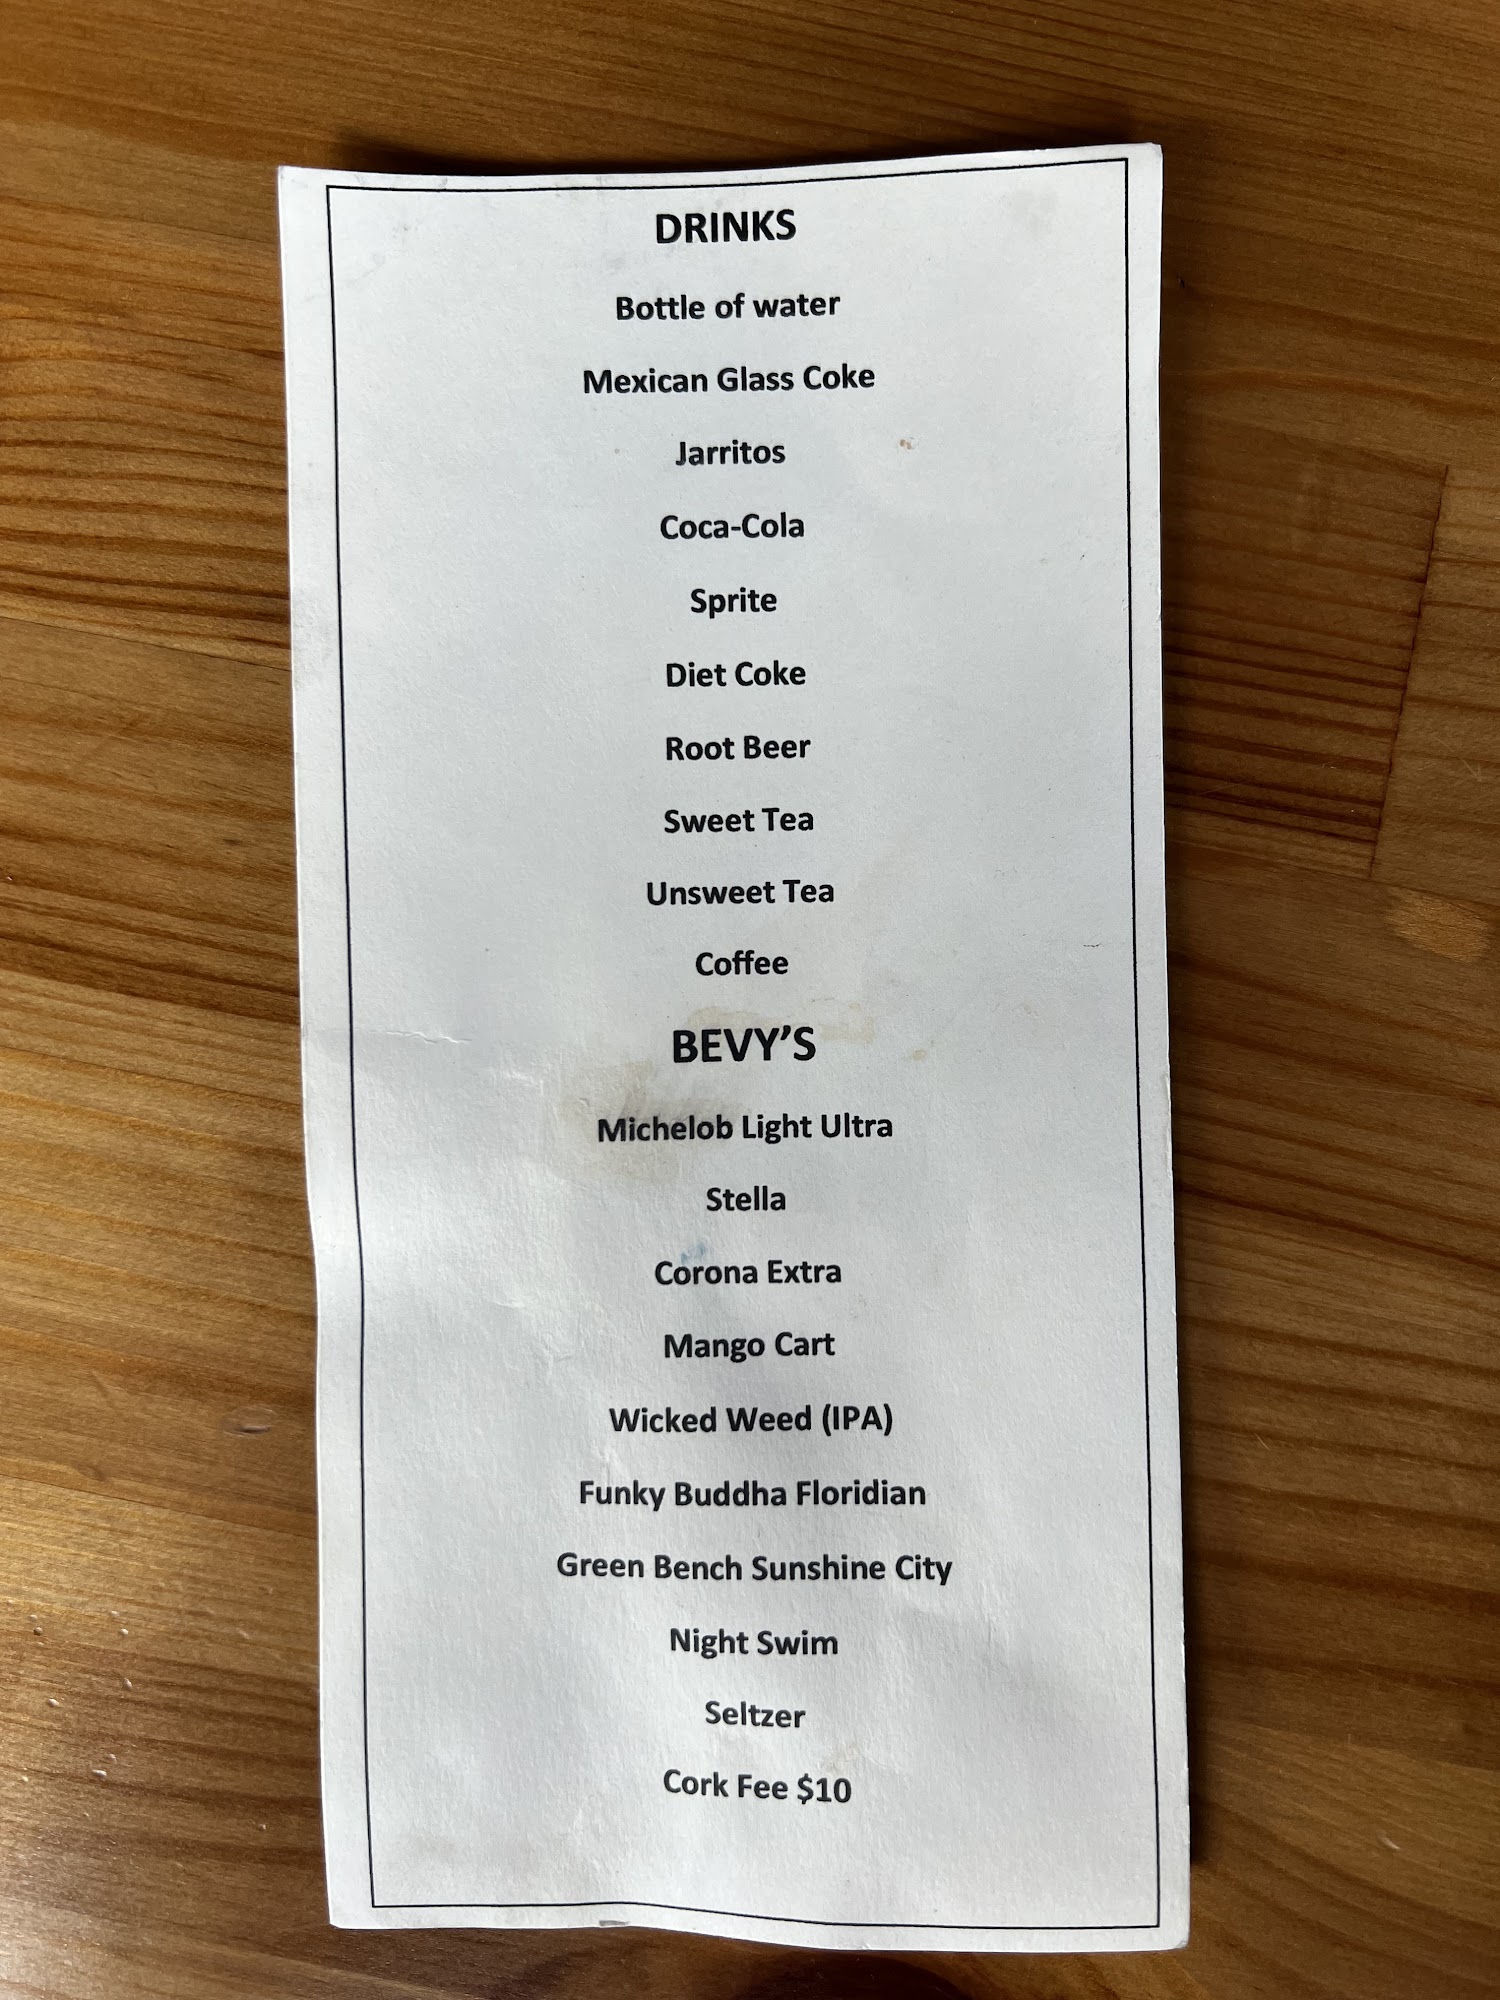 DRINKS
Bottle of water
Mexican Glass Coke
Jarritos
Coca-Cola
Sprite
Diet Coke
Root Beer
Sweet Tea
Unsweet Tea
Coffee
BEVY’S
Michelob Light Ultra
Stella
Corona Extra
Mango Cart
Wicked Weed (IPA)
Funky Buddha Floridian
Green Bench Sunshine City
Night Swim
Seltzer
Cork Fee $10